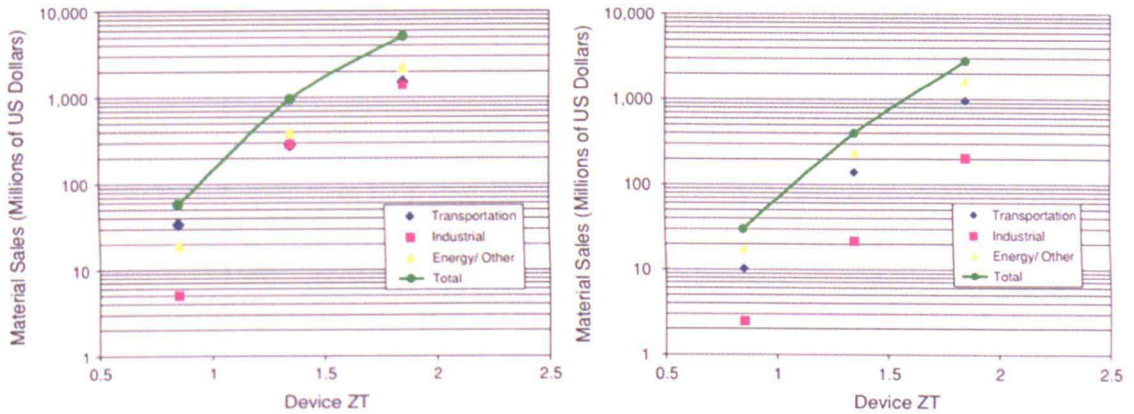 Material Sales (Millions of US Dollars)
10,000
1,000
100
10
1
0.5 1 1.5 2 2.5
Device ZT
Transportation
Industrial
Energy/ Other
Total
Material Sales (Millions of US Dollars)
10,000
1,000
100
10
1
0.5 1 1.5 2 2.5
Device ZT
Transportation
Industrial
Energy/ Other
Total